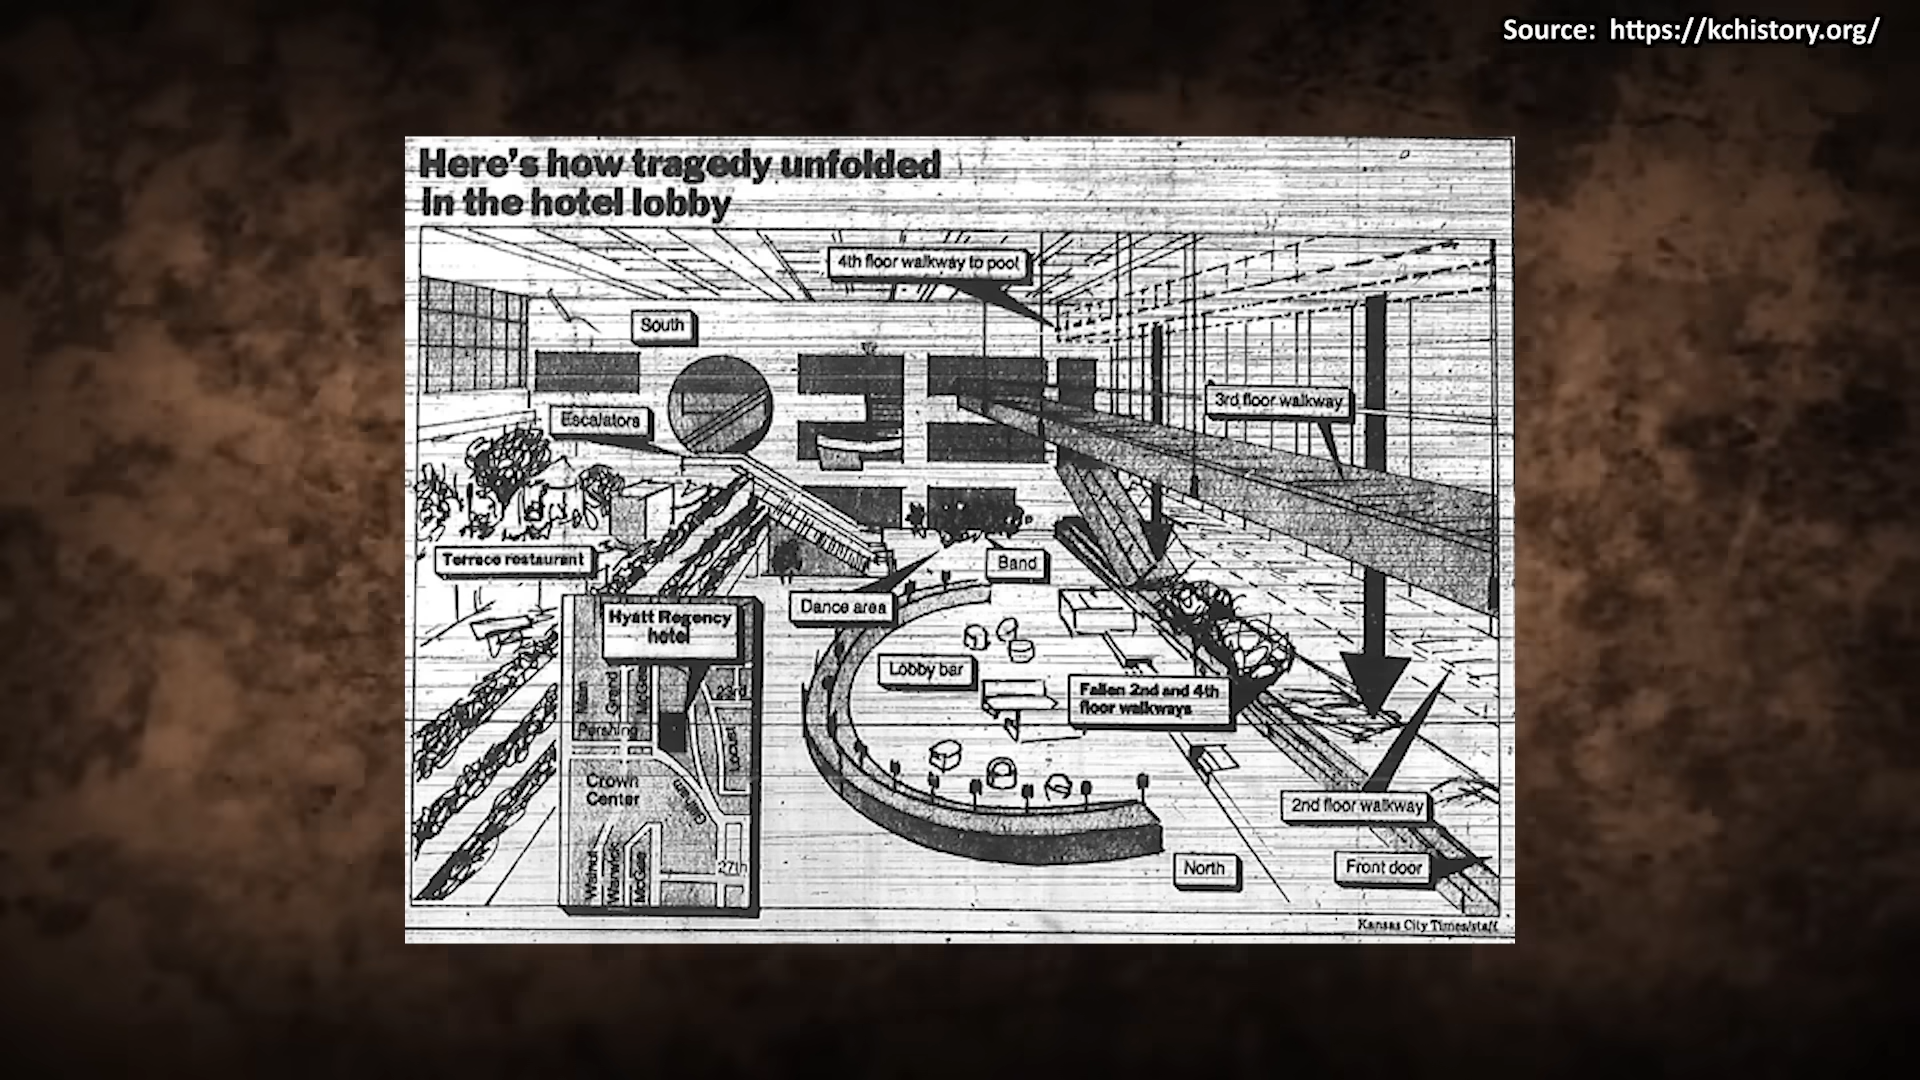 Source: https://kchistory.org/
Here's how tragedy unfolded
in the hotel lobby
4th floor walkway to pool
South
3rd floor walkway
Escalators
Terrace restaurant
Band
Dance area
Hyatt Regency
hotel
Lobby bar
Fallen 2nd and 4th
floor walkways
Main
Grand
McGee
23rd
Pershing
Locust
Crown
Center
Gillham
2nd floor walkway
Walnut
Warwick
McGee
27th
North
Front door
Kansas City Times/staff